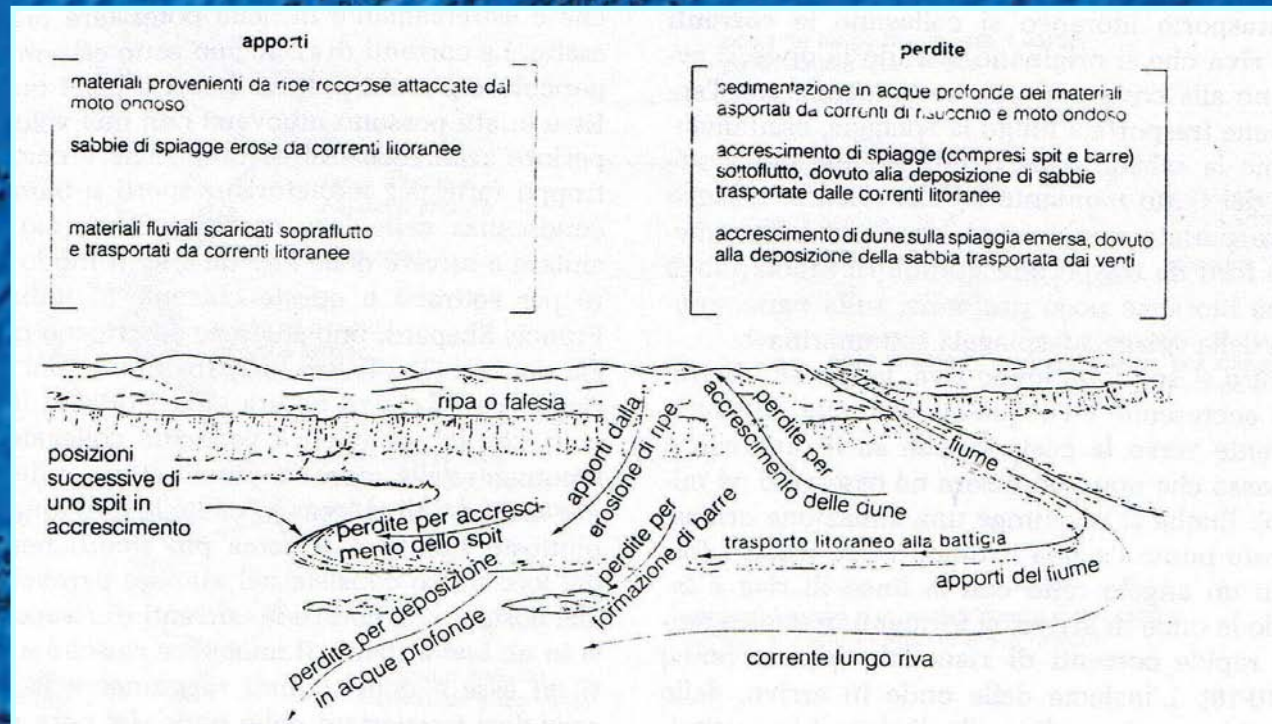 apporti
materiali provenienti da ripe rocciose attaccate dal
moto ondoso
sabbie di spiagge erose da correnti litoranee
materiali fluviali scaricati sopraflutto
e trasportati da correnti litoranee
perdite
sedimentazione in acque profonde dei materiali
asportati da correnti di risucchio e moto ondoso
accrescimento di spiagge (compresi spit e barre)
sottoflutto, dovuto alla deposizione di sabbie
trasportate dalle correnti litoranee
accrescimento di dune sulla spiaggia emersa, dovuto
alla deposizione della sabbia trasportata dai venti
ripa o falesia
posizioni
successive di
uno spit in
accrescimento
perdite per accresci-
mento dello spit
perdite per deposizione
in acque profonde
apporti dalla
erosione di ripe
perdite per
formazione di barre
perdite per
accrescimento delle
dune
fiume
trasporto litoraneo alla battigia
apporti del fiume
corrente lungo riva